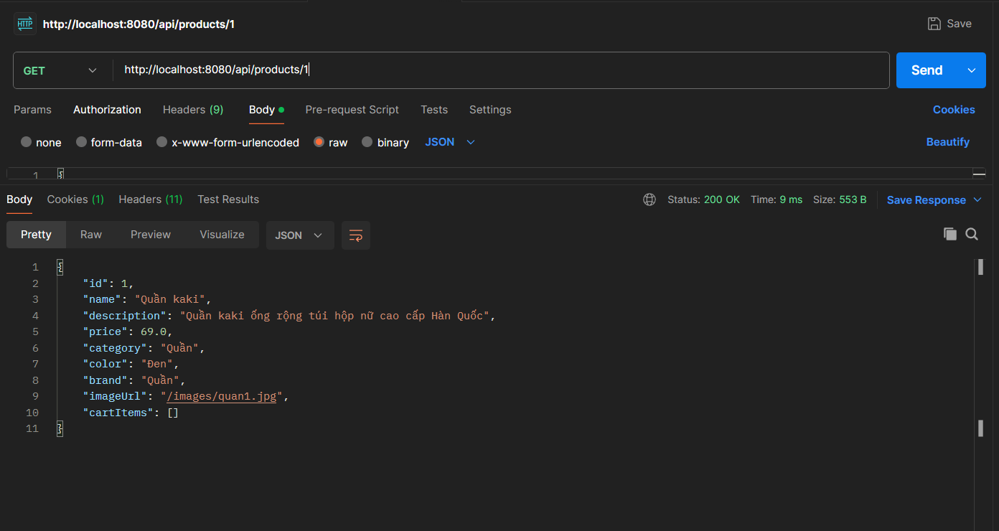 HTTP http://localhost:8080/api/products/1 Save
GET http://localhost:8080/api/products/1 Send
Params Authorization Headers (9) Body Pre-request Script Tests Settings Cookies
none form-data x-www-form-urlencoded raw binary JSON Beautify
1 {
Body Cookies (1) Headers (11) Test Results Status: 200 OK Time: 9 ms Size: 553 B Save Response
Pretty Raw Preview Visualize JSON
1 {
2 "id": 1,
3 "name": "Quần kaki",
4 "description": "Quần kaki ống rộng túi hộp nữ cao cấp Hàn Quốc",
5 "price": 69.0,
6 "category": "Quần",
7 "color": "Đen",
8 "brand": "Quần",
9 "imageUrl": "/images/quan1.jpg",
10 "cartItems": []
11 }